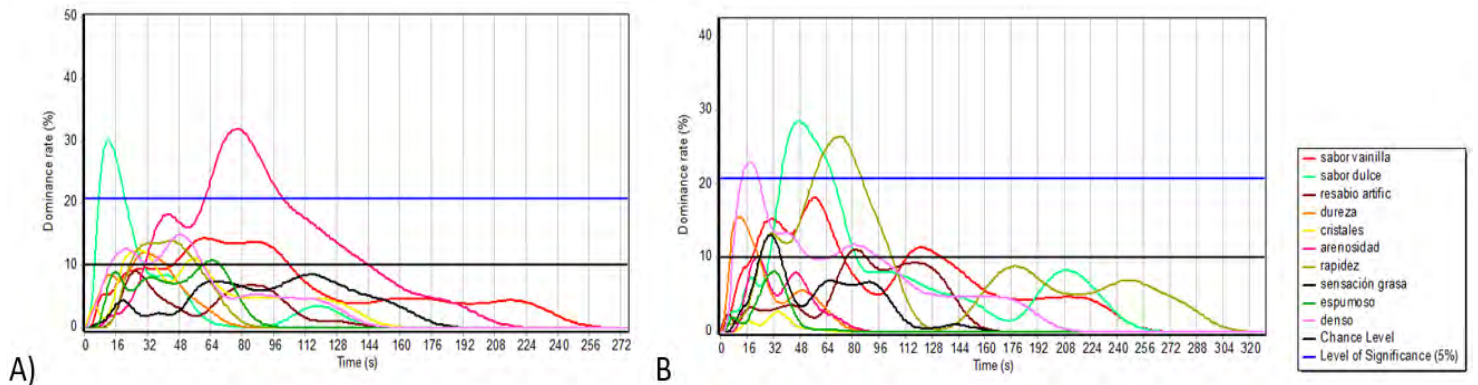 50
40
30
20
10
0
Dominance rate (%)
0 16 32 48 64 80 96 112 128 144 160 176 192 208 224 240 256 272
Time (s)
A)
40
30
20
10
0
Dominance rate (%)
0 16 32 48 64 80 96 112 128 144 160 176 192 208 224 240 256 272 288 304 320
Time (s)
B
sabor vainilla
sabor dulce
resabio artific
dureza
cristales
arenosidad
rapidez
sensación grasa
espumoso
denso
Chance Level
Level of Significance (5%)